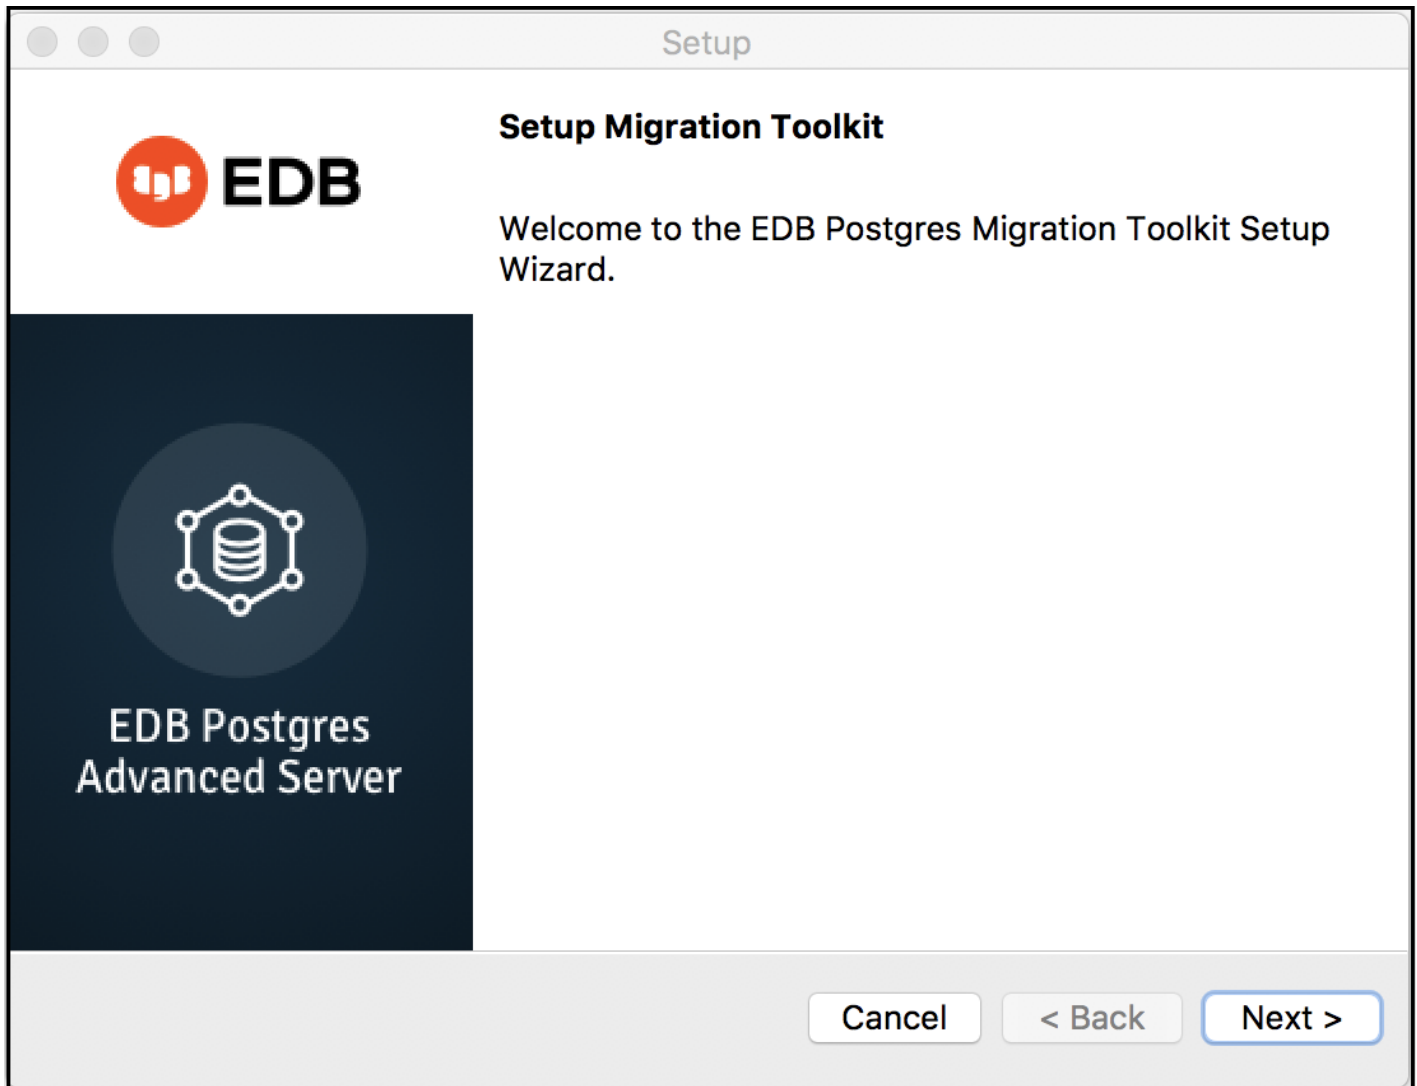 Setup
EDB
Setup Migration Toolkit
Welcome to the EDB Postgres Migration Toolkit Setup
Wizard.
EDB Postgres
Advanced Server
Cancel
< Back
Next >